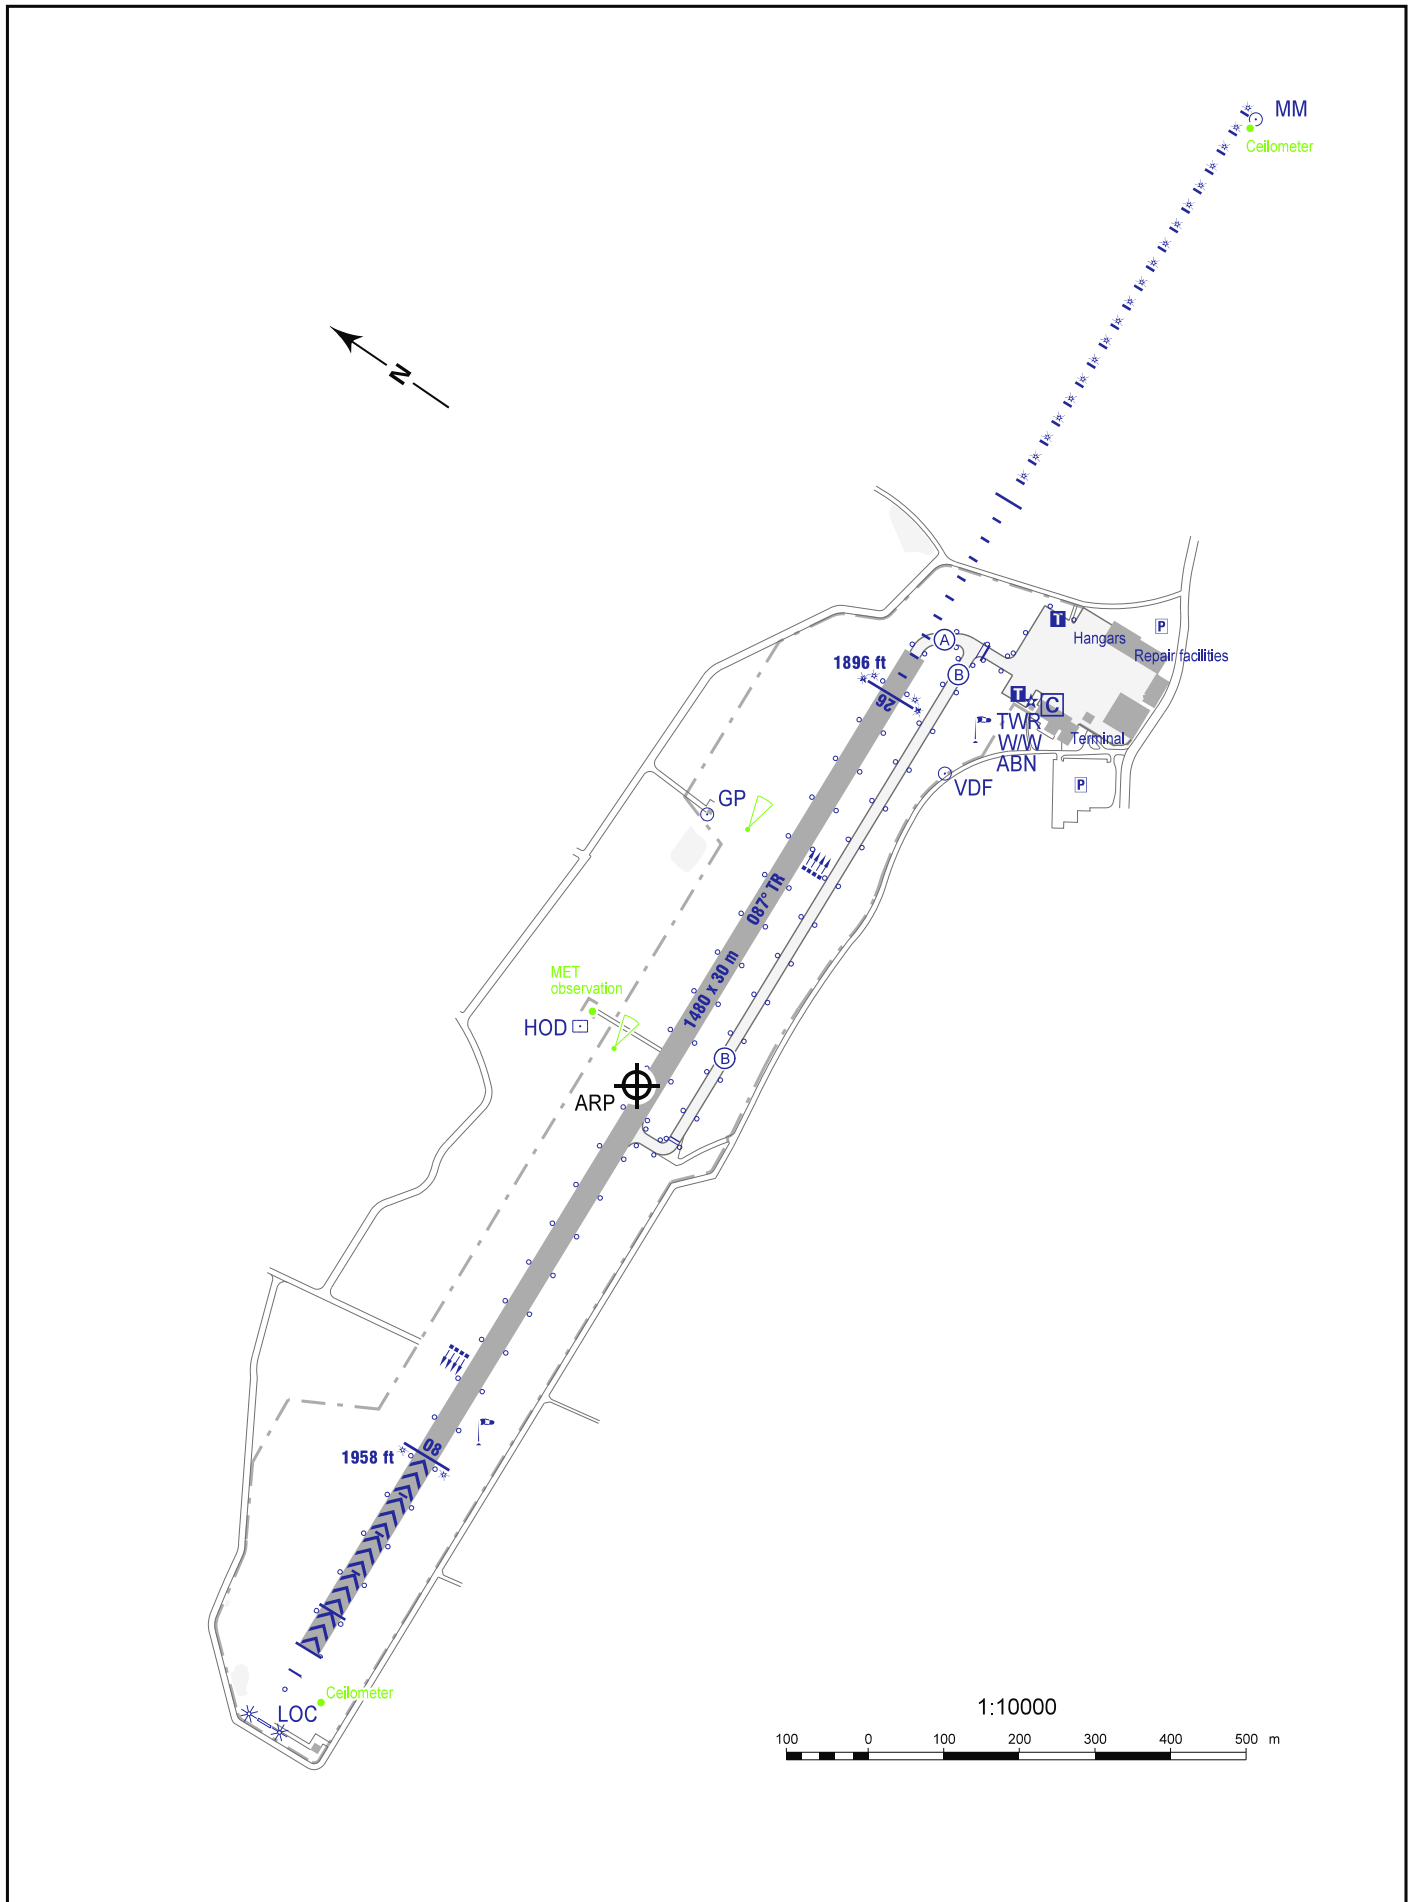 MM
Ceilometer
N
A
T
Hangars
P
Repair facilities
1896 ft
B
26
T
C
TWR
W/W
ABN
Terminal
VDF
P
GP
087° TR
1480 x 30 m
MET
observation
HOD
B
ARP
08
1958 ft
Ceilometer
LOC
1:10000
100 0 100 200 300 400 500 m